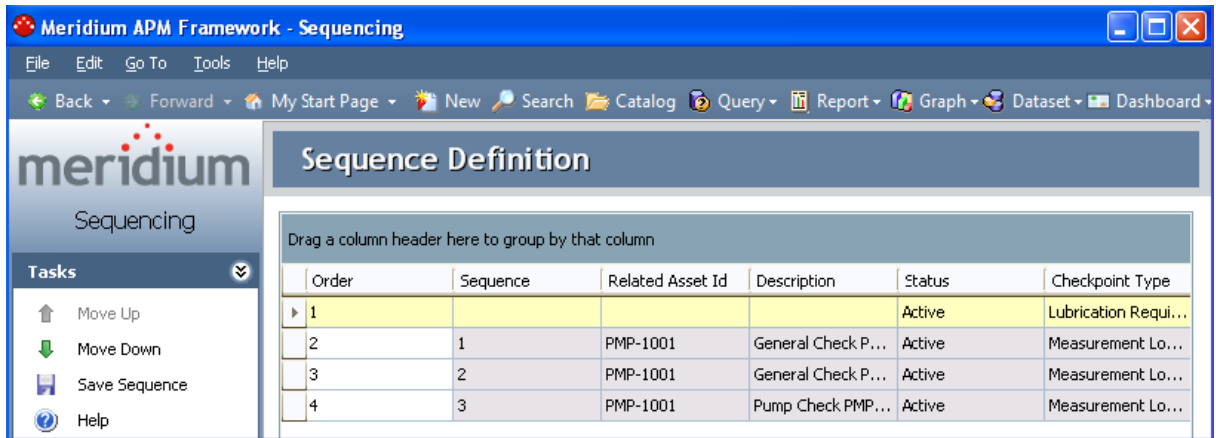 Meridium APM Framework - Sequencing
File Edit Go To Tools Help
Back Forward My Start Page New Search Catalog Query Report Graph Dataset Dashboard
meridium
Sequence Definition
Sequencing
Drag a column header here to group by that column
Tasks
Order Sequence Related Asset Id Description Status Checkpoint Type
Move Up
1 Active Lubrication Requi...
Move Down
2 1 PMP-1001 General Check P... Active Measurement Lo...
Save Sequence
3 2 PMP-1001 General Check P... Active Measurement Lo...
Help
4 3 PMP-1001 Pump Check PMP... Active Measurement Lo...